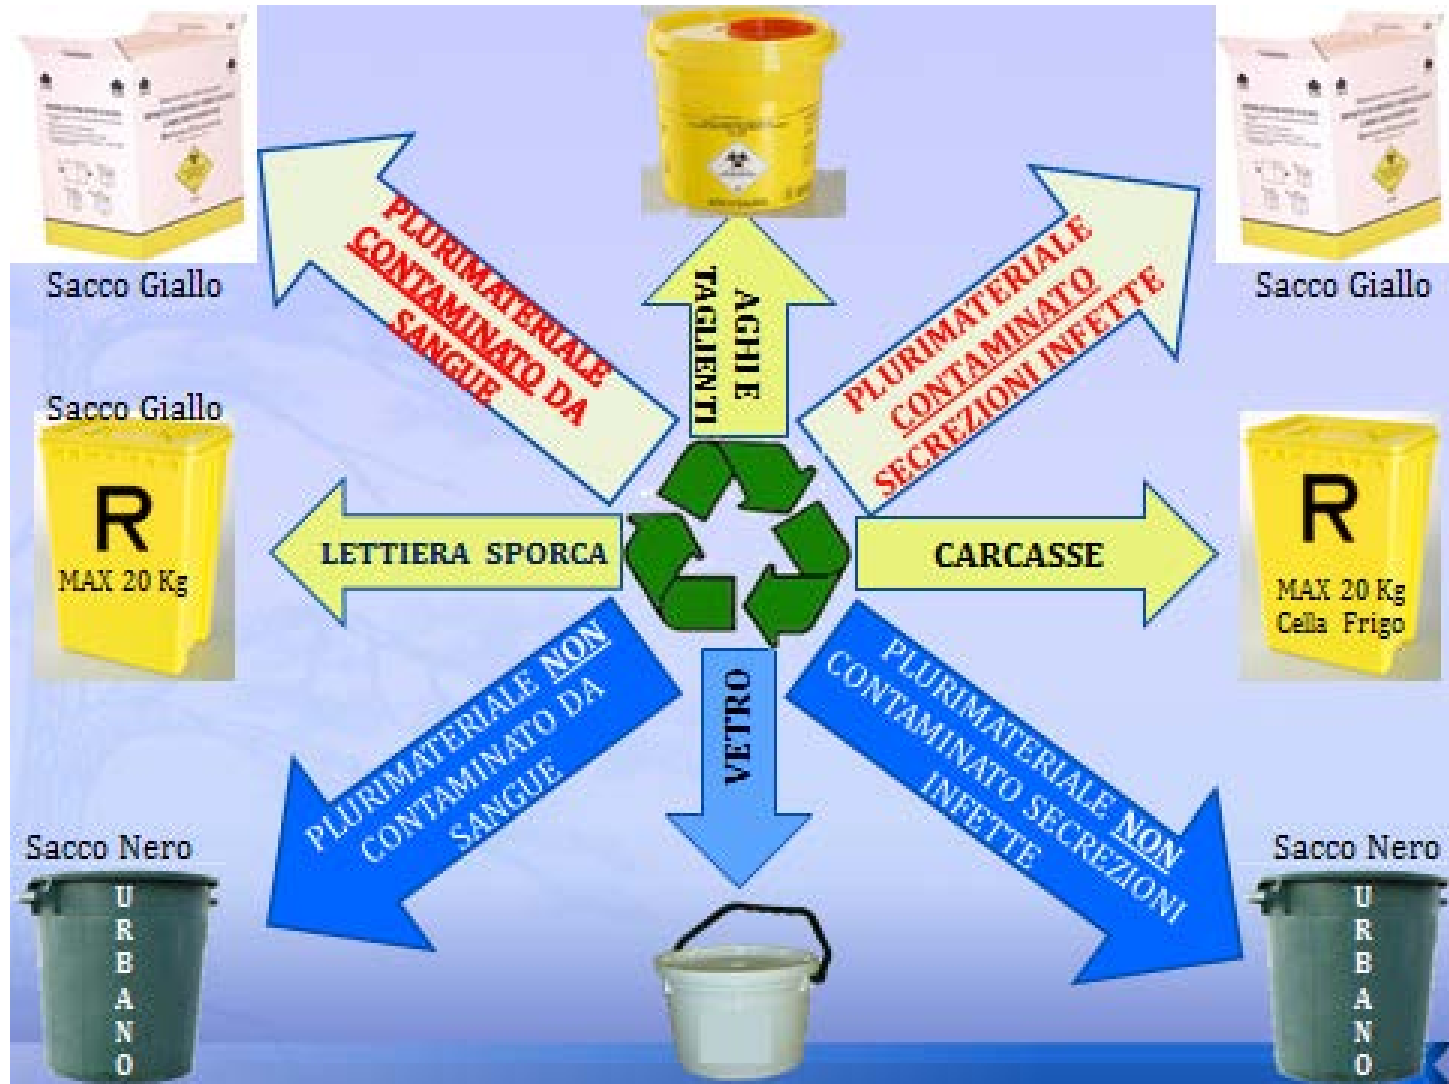 Sacco Giallo
PLURIMATERIALE
CONTAMINATO DA
SANGUE
AGHI E
TAGLIENTI
PLURIMATERIALE
CONTAMINATO
SECREZIONI INFETTE
Sacco Giallo
Sacco Giallo
R
MAX 20 Kg
LETTIERA SPORCA
CARCASSE
R
MAX 20 Kg
Cella Frigo
PLURIMATERIALE NON
CONTAMINATO DA
SANGUE
VETRO
PLURIMATERIALE NON
CONTAMINATO SECREZIONI
INFETTE
Sacco Nero
URBANO
Sacco Nero
URBANO